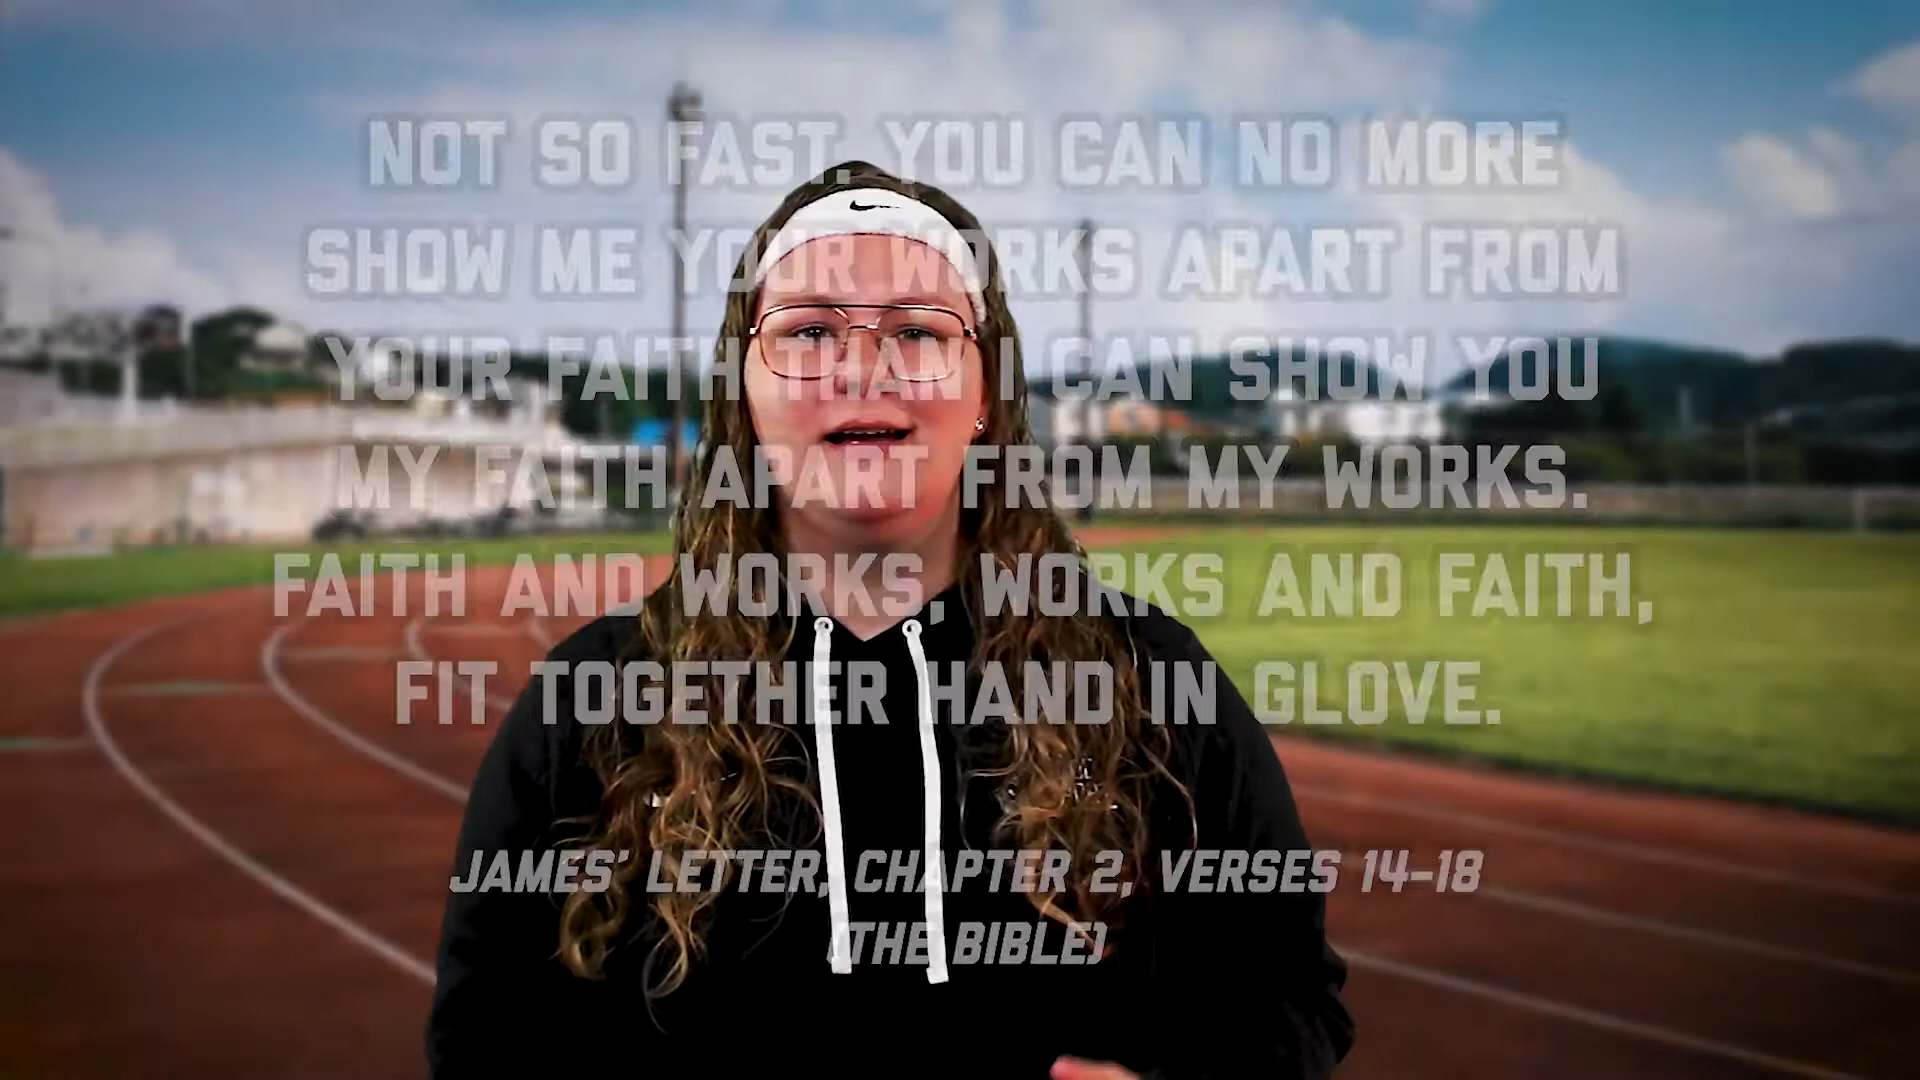 NOT SO FAST. YOU CAN NO MORE
SHOW ME YOUR WORKS APART FROM
YOUR FAITH THAN I CAN SHOW YOU
MY FAITH APART FROM MY WORKS.
FAITH AND WORKS, WORKS AND FAITH,
FIT TOGETHER HAND IN GLOVE.
JAMES' LETTER, CHAPTER 2, VERSES 14-18
(THE BIBLE)